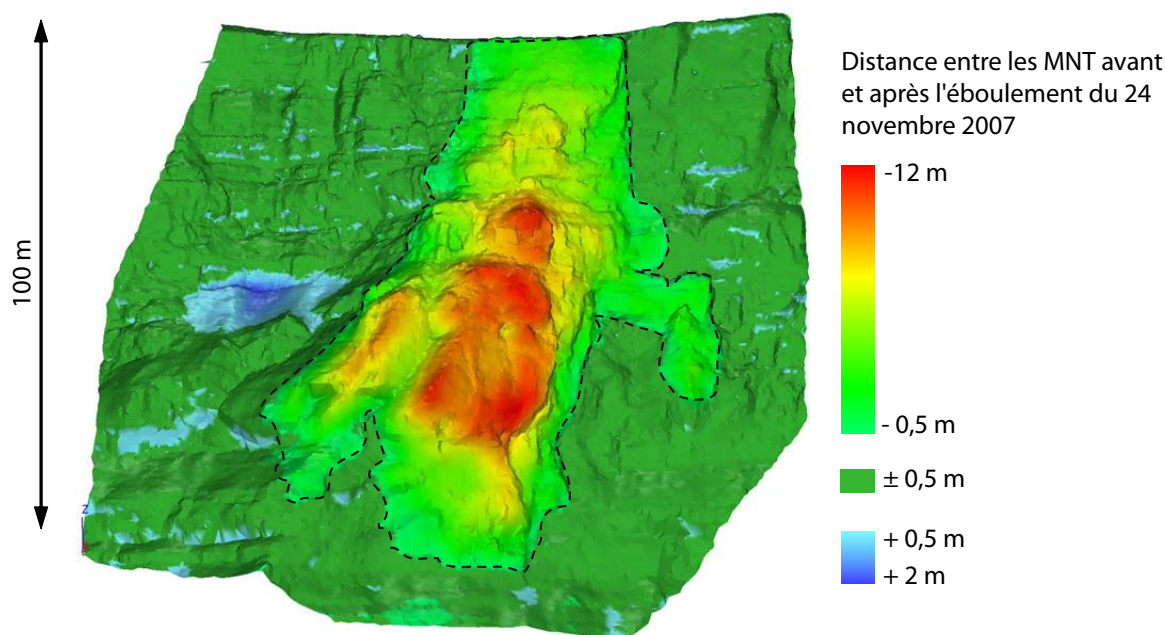 100 m
Z
Distance entre les MNT avant
et après l'éboulement du 24
novembre 2007
-12 m
- 0,5 m
± 0,5 m
+ 0,5 m
+ 2 m